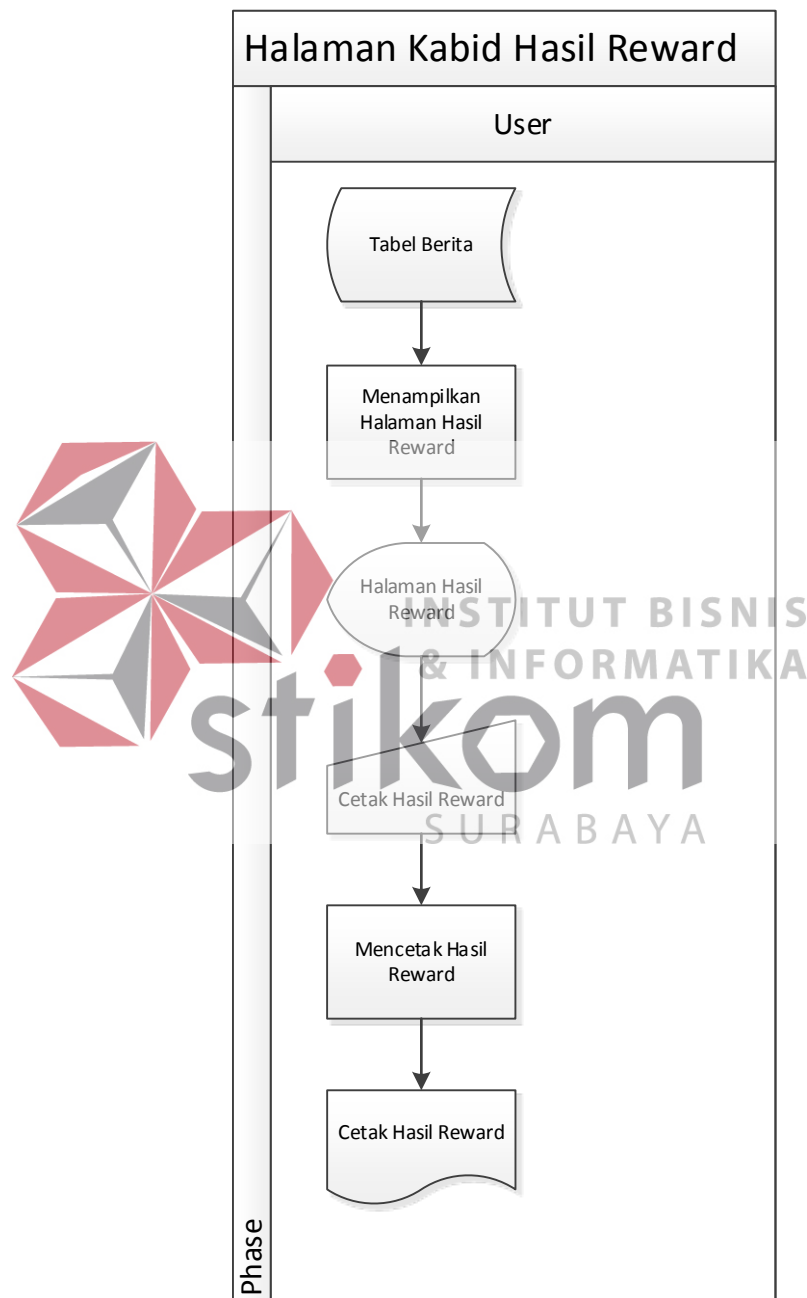 Halaman Kabid Hasil Reward
User
Tabel Berita
Menampilkan
Halaman Hasil
Reward
Halaman Hasil
Reward
INSTITUT BISNIS
& INFORMATIKA
stikom
SURABAYA
Cetak Hasil Reward
Mencetak Hasil
Reward
Cetak Hasil Reward
Phase